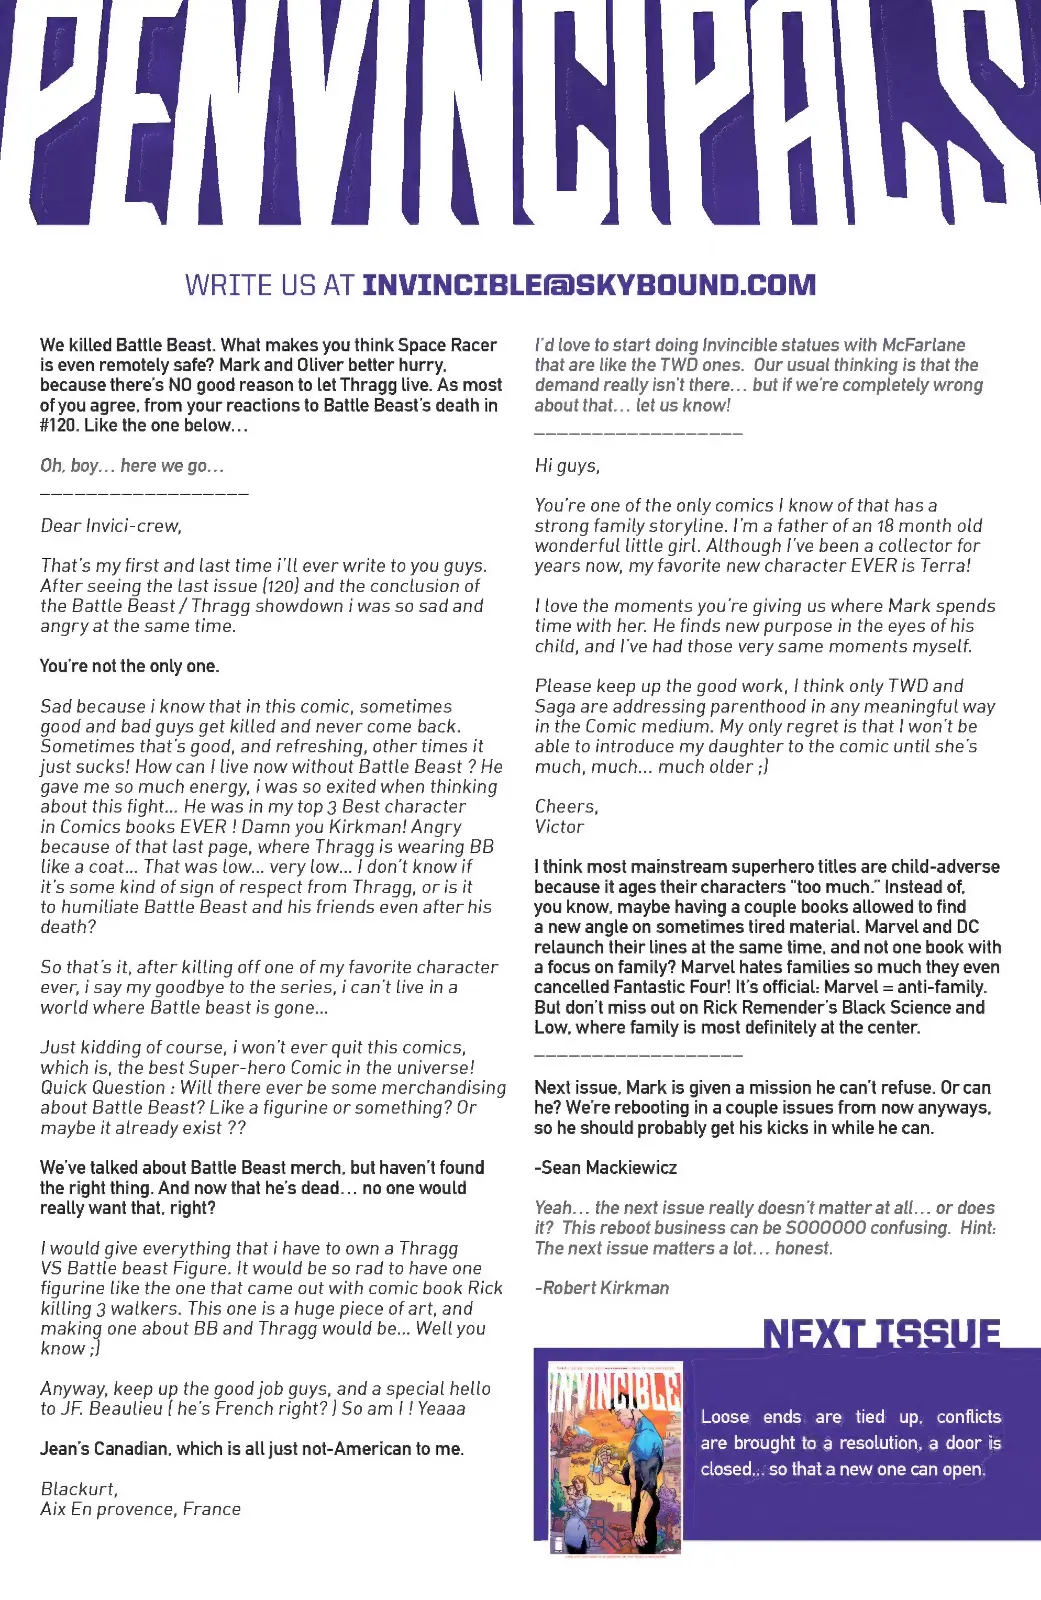 PENVINCIPALS
WRITE US AT INVINCIBLE@SKYBOUND.COM
We killed Battle Beast. What makes you think Space Racer
is even remotely safe? Mark and Oliver better hurry,
because there's NO good reason to let Thragg live. As most
of you agree, from your reactions to Battle Beast's death in
#120. Like the one below...
Oh, boy... here we go...
__________________
Dear Invici-crew,
That's my first and last time i'll ever write to you guys.
After seeing the last issue (120) and the conclusion of
the Battle Beast / Thragg showdown i was so sad and
angry at the same time.
You're not the only one.
Sad because i know that in this comic, sometimes
good and bad guys get killed and never come back.
Sometimes that's good, and refreshing, other times it
just sucks! How can I live now without Battle Beast ? He
gave me so much energy, i was so exited when thinking
about this fight... He was in my top 3 Best character
in Comics books EVER ! Damn you Kirkman! Angry
because of that last page, where Thragg is wearing BB
like a coat... That was low... very low... I don't know if
it's some kind of sign of respect from Thragg, or is it
to humiliate Battle Beast and his friends even after his
death?
So that's it, after killing off one of my favorite character
ever, i say my goodbye to the series, i can't live in a
world where Battle beast is gone...
Just kidding of course, i won't ever quit this comics,
which is, the best Super-hero Comic in the universe!
Quick Question : Will there ever be some merchandising
about Battle Beast? Like a figurine or something? Or
maybe it already exist ??
We've talked about Battle Beast merch, but haven't found
the right thing. And now that he's dead... no one would
really want that, right?
I would give everything that i have to own a Thragg
VS Battle beast Figure. It would be so rad to have one
figurine like the one that came out with comic book Rick
killing 3 walkers. This one is a huge piece of art, and
making one about BB and Thragg would be... Well you
know ;)
Anyway, keep up the good job guys, and a special hello
to JF. Beaulieu ( he's French right? ) So am I ! Yeaaa
Jean's Canadian, which is all just not-American to me.
Blackurt,
Aix En provence, France
I'd love to start doing Invincible statues with McFarlane
that are like the TWD ones. Our usual thinking is that the
demand really isn't there... but if we're completely wrong
about that... let us know!
__________________
Hi guys,
You're one of the only comics I know of that has a
strong family storyline. I'm a father of an 18 month old
wonderful little girl. Although I've been a collector for
years now, my favorite new character EVER is Terra!
I love the moments you're giving us where Mark spends
time with her. He finds new purpose in the eyes of his
child, and I've had those very same moments myself.
Please keep up the good work, I think only TWD and
Saga are addressing parenthood in any meaningful way
in the Comic medium. My only regret is that I won't be
able to introduce my daughter to the comic until she's
much, much... much older ;)
Cheers,
Victor
I think most mainstream superhero titles are child-adverse
because it ages their characters "too much." Instead of,
you know, maybe having a couple books allowed to find
a new angle on sometimes tired material. Marvel and DC
relaunch their lines at the same time, and not one book with
a focus on family? Marvel hates families so much they even
cancelled Fantastic Four! It's official: Marvel = anti-family.
But don't miss out on Rick Remender's Black Science and
Low, where family is most definitely at the center.
__________________
Next issue, Mark is given a mission he can't refuse. Or can
he? We're rebooting in a couple issues from now anyways,
so he should probably get his kicks in while he can.
-Sean Mackiewicz
Yeah... the next issue really doesn't matter at all... or does
it? This reboot business can be SOOOOOO confusing. Hint:
The next issue matters a lot... honest.
-Robert Kirkman
NEXT ISSUE
INVINCIBLE
Loose ends are tied up, conflicts
are brought to a resolution, a door is
closed... so that a new one can open.